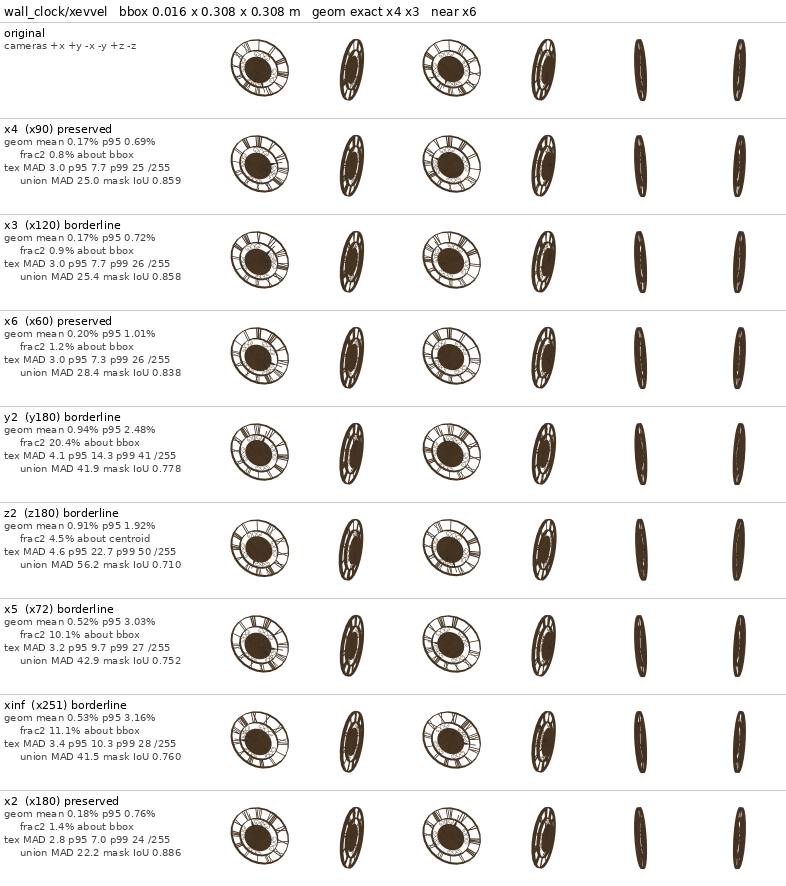 wall_clock/xevvel   bbox 0.016 x 0.308 x 0.308 m   geom exact x4 x3   near x6
original
cameras +x +y -x -y +z -z
x4  (x90) preserved
geom mean 0.17% p95 0.69%
frac2 0.8% about bbox
tex MAD 3.0 p95 7.7 p99 25 /255
union MAD 25.0 mask IoU 0.859
x3  (x120) borderline
geom mean 0.17% p95 0.72%
frac2 0.9% about bbox
tex MAD 3.0 p95 7.7 p99 26 /255
union MAD 25.4 mask IoU 0.858
x6  (x60) preserved
geom mean 0.20% p95 1.01%
frac2 1.2% about bbox
tex MAD 3.0 p95 7.3 p99 26 /255
union MAD 28.4 mask IoU 0.838
y2  (y180) borderline
geom mean 0.94% p95 2.48%
frac2 20.4% about bbox
tex MAD 4.1 p95 14.3 p99 41 /255
union MAD 41.9 mask IoU 0.778
z2  (z180) borderline
geom mean 0.91% p95 1.92%
frac2 4.5% about centroid
tex MAD 4.6 p95 22.7 p99 50 /255
union MAD 56.2 mask IoU 0.710
x5  (x72) borderline
geom mean 0.52% p95 3.03%
frac2 10.1% about bbox
tex MAD 3.2 p95 9.7 p99 27 /255
union MAD 42.9 mask IoU 0.752
xinf  (x251) borderline
geom mean 0.53% p95 3.16%
frac2 11.1% about bbox
tex MAD 3.4 p95 10.3 p99 28 /255
union MAD 41.5 mask IoU 0.760
x2  (x180) preserved
geom mean 0.18% p95 0.76%
frac2 1.4% about bbox
tex MAD 2.8 p95 7.0 p99 24 /255
union MAD 22.2 mask IoU 0.886